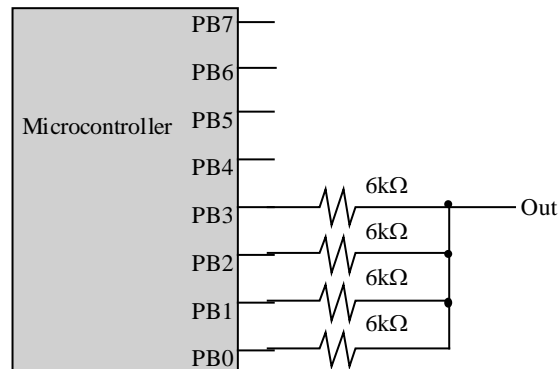 PB7
PB6
Microcontroller
PB5
PB4
6kΩ
PB3
Out
6kΩ
PB2
6kΩ
PB1
6kΩ
PB0